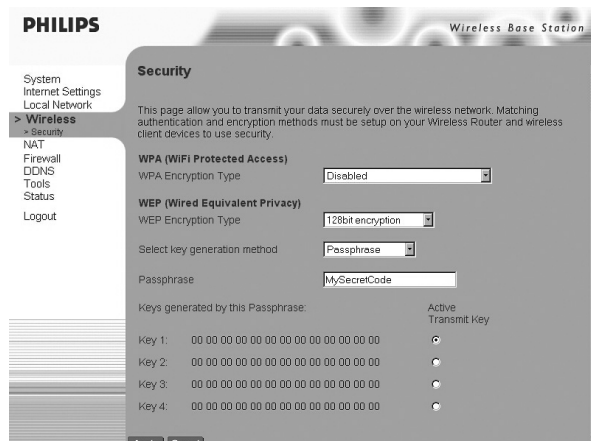 PHILIPS
Wireless Base Station
System
Internet Settings
Local Network
> Wireless
> Security
NAT
Firewall
DDNS
Tools
Status
Logout
Security
This page allow you to transmit your data securely over the wireless network. Matching
authentication and encryption methods must be setup on your Wireless Router and wireless
client devices to use security.
WPA (WiFi Protected Access)
WPA Encryption Type Disabled
WEP (Wired Equivalent Privacy)
WEP Encryption Type 128bit encryption
Select key generation method Passphrase
Passphrase MySecretCode
Keys generated by this Passphrase: Active
Transmit Key
Key 1: 00 00 00 00 00 00 00 00 00 00 00 00 00
Key 2: 00 00 00 00 00 00 00 00 00 00 00 00 00
Key 3: 00 00 00 00 00 00 00 00 00 00 00 00 00
Key 4: 00 00 00 00 00 00 00 00 00 00 00 00 00